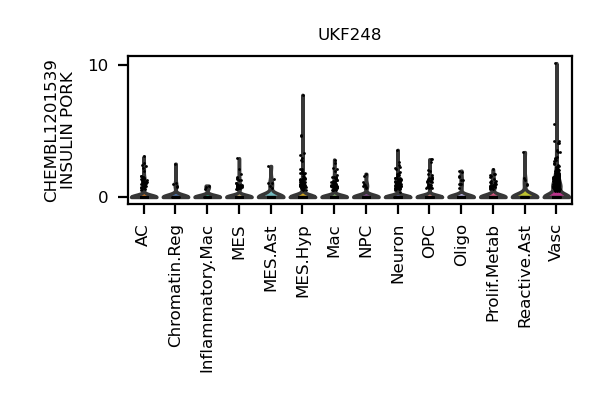 UKF248
CHEMBL1201539
INSULIN PORK
10
0
AC
Chromatin.Reg
Inflammatory.Mac
MES
MES.Ast
MES.Hyp
Mac
NPC
Neuron
OPC
Oligo
Prolif.Metab
Reactive.Ast
Vasc